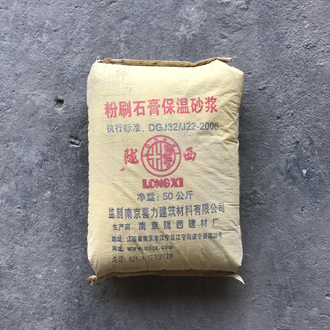 粉刷石膏保温砂浆
执行标准：DGJ32/J22-2006
陇 西
LONGXI
净重：50公斤
监制南京嘉力建筑材料有限公司
生产商：南京陇西建材厂